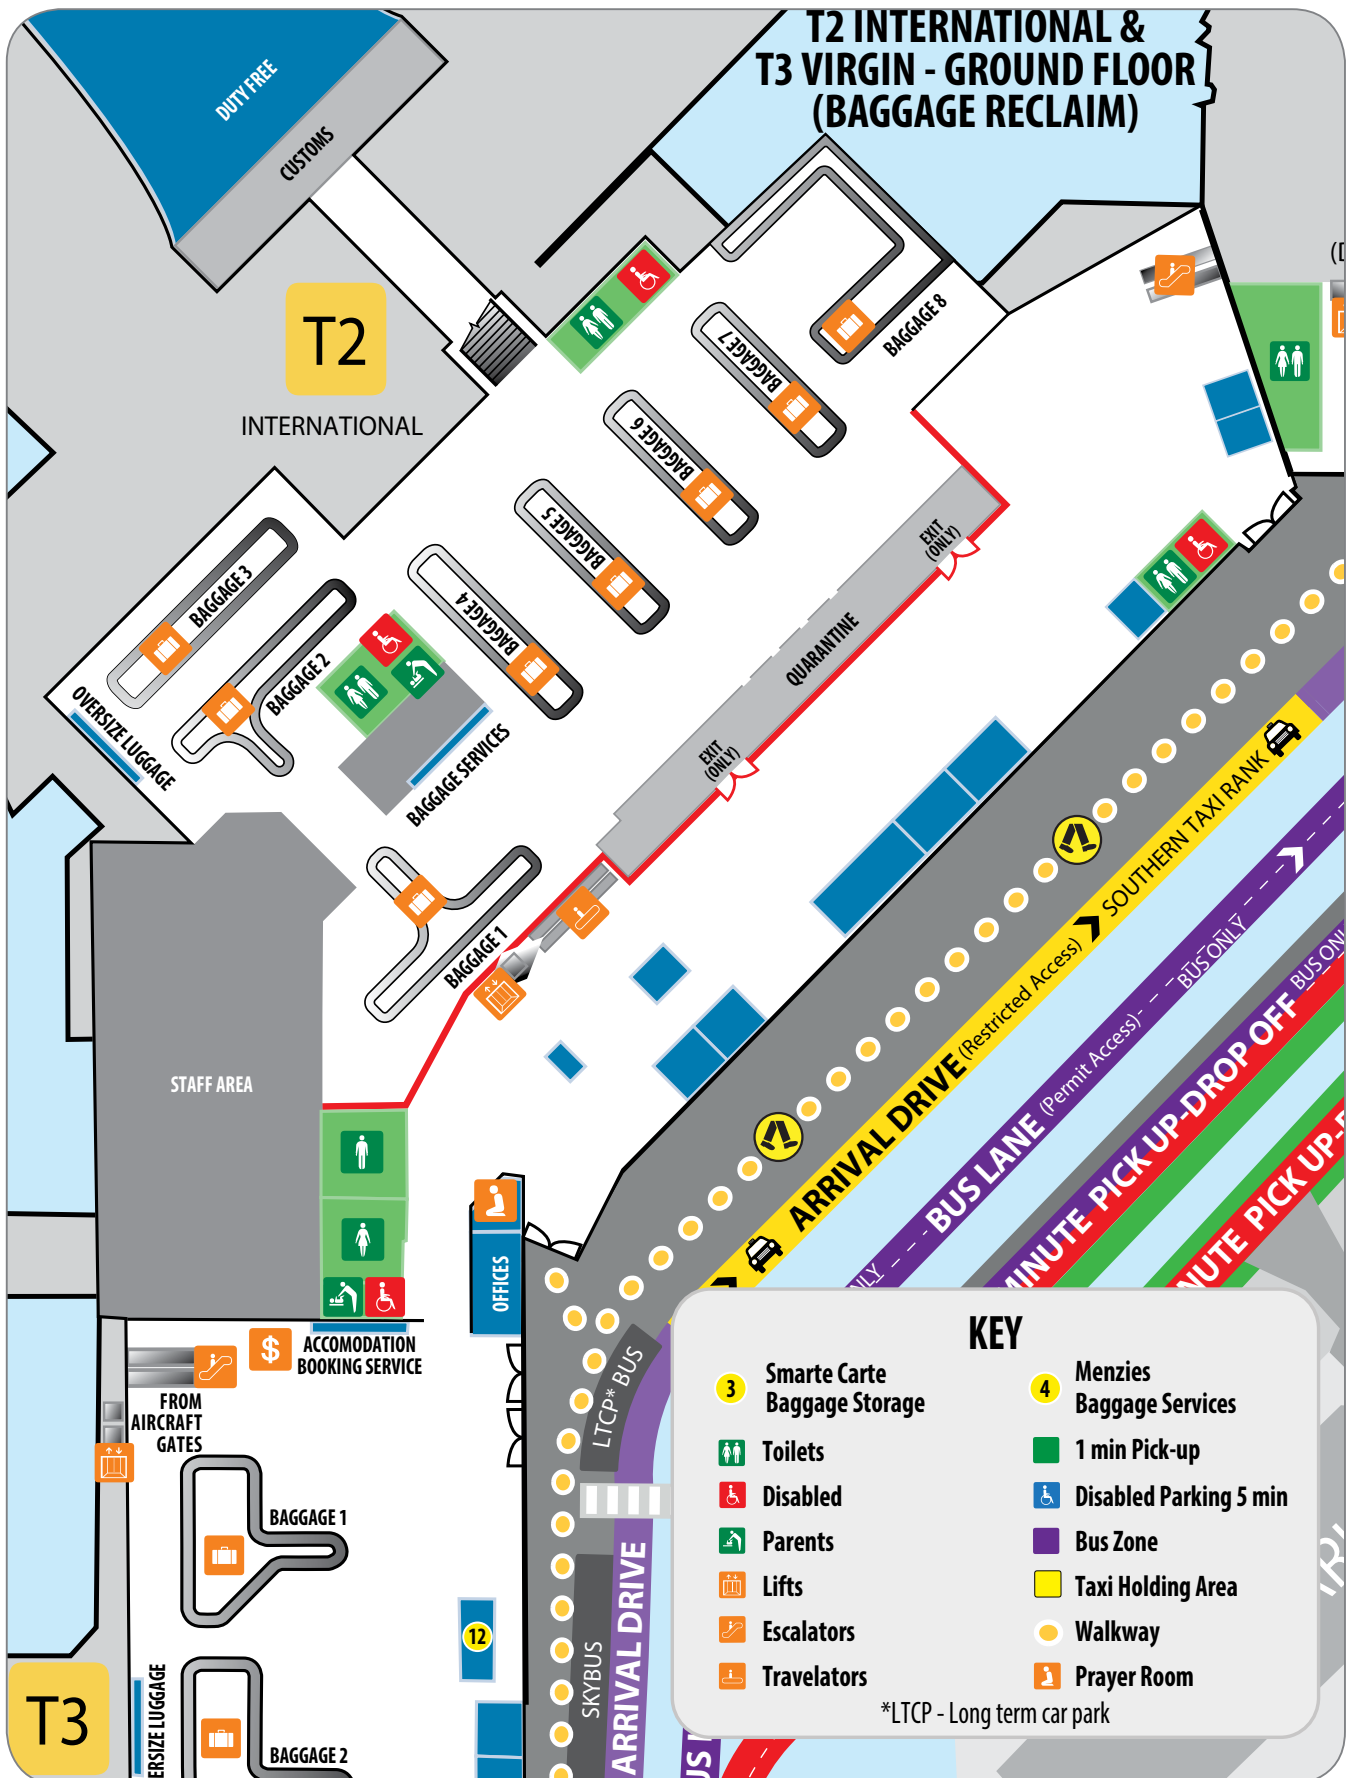 T2 INTERNATIONAL &
T3 VIRGIN - GROUND FLOOR
(BAGGAGE RECLAIM)
DUTY FREE
CUSTOMS
T2
INTERNATIONAL
BAGGAGE 8
BAGGAGE 7
BAGGAGE 6
BAGGAGE 5
BAGGAGE 4
BAGGAGE 3
BAGGAGE 2
OVERSIZE LUGGAGE
BAGGAGE SERVICES
EXIT
(ONLY)
QUARANTINE
EXIT
(ONLY)
BAGGAGE 1
STAFF AREA
SOUTHERN TAXI RANK
ARRIVAL DRIVE (Restricted Access)
BUS ONLY
BUS LANE (Permit Access)
BUS
MINUTE PICK UP-DROP OFF
PICK UP-
OFFICES
ACCOMODATION
BOOKING SERVICE
$
FROM
AIRCRAFT
GATES
BAGGAGE 1
LTCP* BUS
12
SKYBUS
ARRIVAL DRIVE
T3
BAGGAGE 2
LUGGAGE
KEY
3 Smarte Carte
Baggage Storage
Toilets
Disabled
Parents
Lifts
Escalators
Travelators
4 Menzies
Baggage Services
1 min Pick-up
Disabled Parking 5 min
Bus Zone
Taxi Holding Area
Walkway
Prayer Room
*LTCP - Long term car park